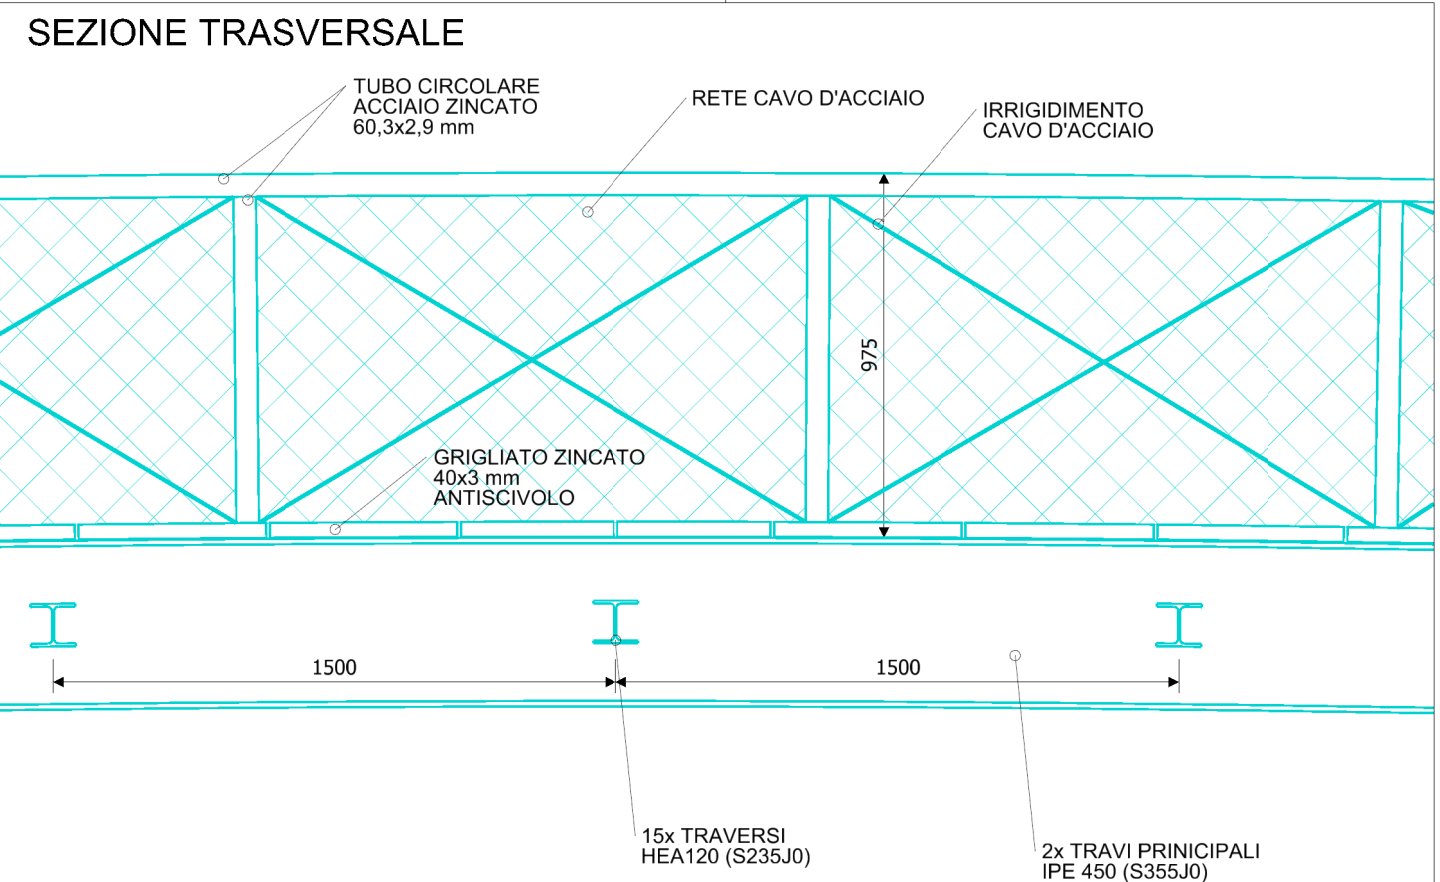 SEZIONE TRASVERSALE
TUBO CIRCOLARE
ACCIAIO ZINCATO
60,3x2,9 mm
RETE CAVO D'ACCIAIO
IRRIGIDIMENTO
CAVO D'ACCIAIO
975
GRIGLIATO ZINCATO
40x3 mm
ANTISCIVOLO
1500
1500
15x TRAVERSI
HEA120 (S235J0)
2x TRAVI PRINICIPALI
IPE 450 (S355J0)